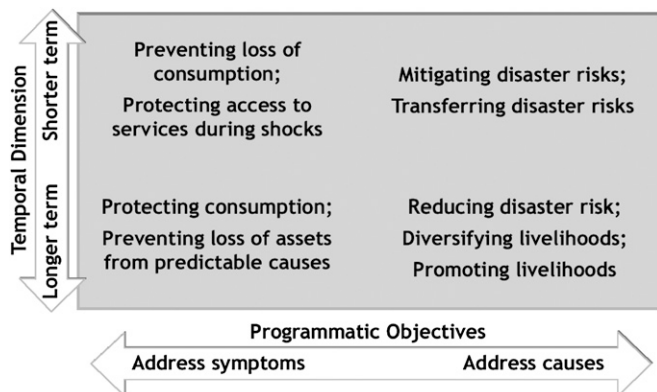 Temporal Dimension
Shorter term
Longer term
Preventing loss of
consumption;
Protecting access to
services during shocks
Mitigating disaster risks;
Transferring disaster risks
Protecting consumption;
Preventing loss of assets
from predictable causes
Reducing disaster risk;
Diversifying livelihoods;
Promoting livelihoods
Programmatic Objectives
Address symptoms
Address causes